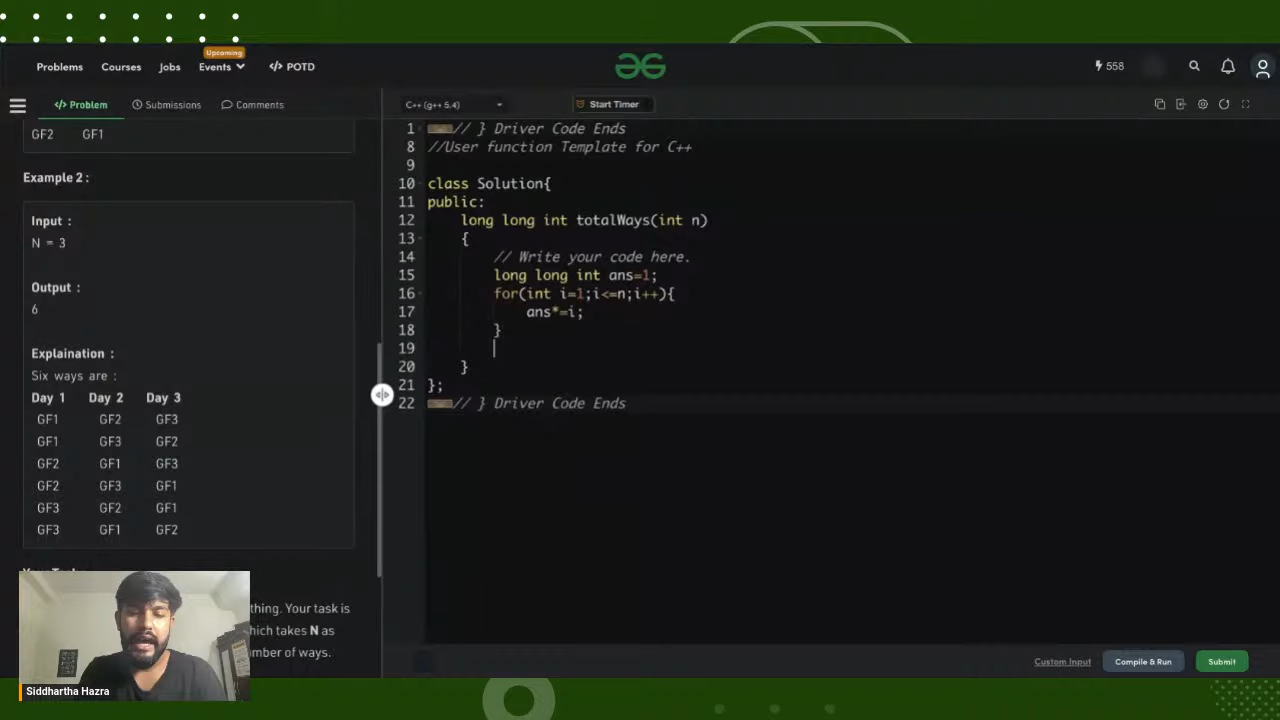 Upcoming
Problems Courses Jobs Events </> POTD
558
</> Problem Submissions Comments
C++ (g++ 5.4) Start Timer
GF2 GF1
Example 2 :
Input :
N = 3
Output :
6
Explaination :
Six ways are :
Day 1 Day 2 Day 3
GF1 GF2 GF3
GF1 GF3 GF2
GF2 GF1 GF3
GF2 GF3 GF1
GF3 GF2 GF1
GF3 GF1 GF2
thing. Your task is
hich takes N as
mber of ways.
Siddhartha Hazra
1 // } Driver Code Ends
8 //User function Template for C++
9
10 class Solution{
11 public:
12 long long int totalWays(int n)
13 {
14 // Write your code here.
15 long long int ans=1;
16 for(int i=1;i<=n;i++){
17 ans*=i;
18 }
19
20 }
21 };
22 // } Driver Code Ends
Custom Input Compile & Run Submit